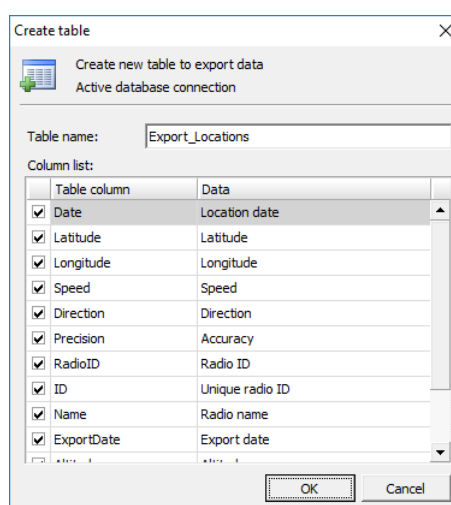 Create table
Create new table to export data
Active database connection
Table name: Export_Locations
Column list:
Table column Data
Date Location date
Latitude Latitude
Longitude Longitude
Speed Speed
Direction Direction
Precision Accuracy
RadioID Radio ID
ID Unique radio ID
Name Radio name
ExportDate Export date
OK Cancel